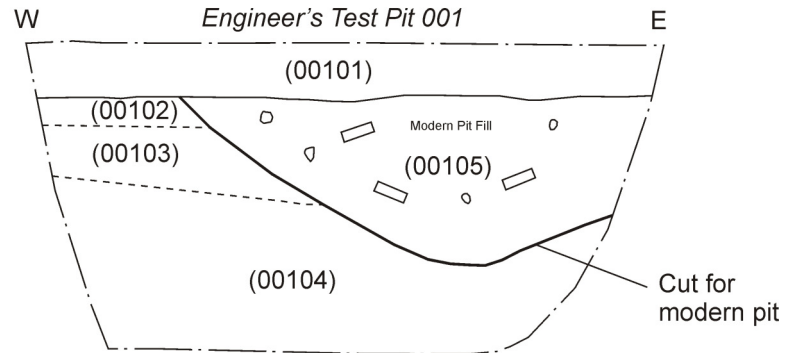 W Engineer's Test Pit 001 E
(00101)
(00102)
(00103)
Modern Pit Fill
(00105)
(00104)
Cut for
modern pit